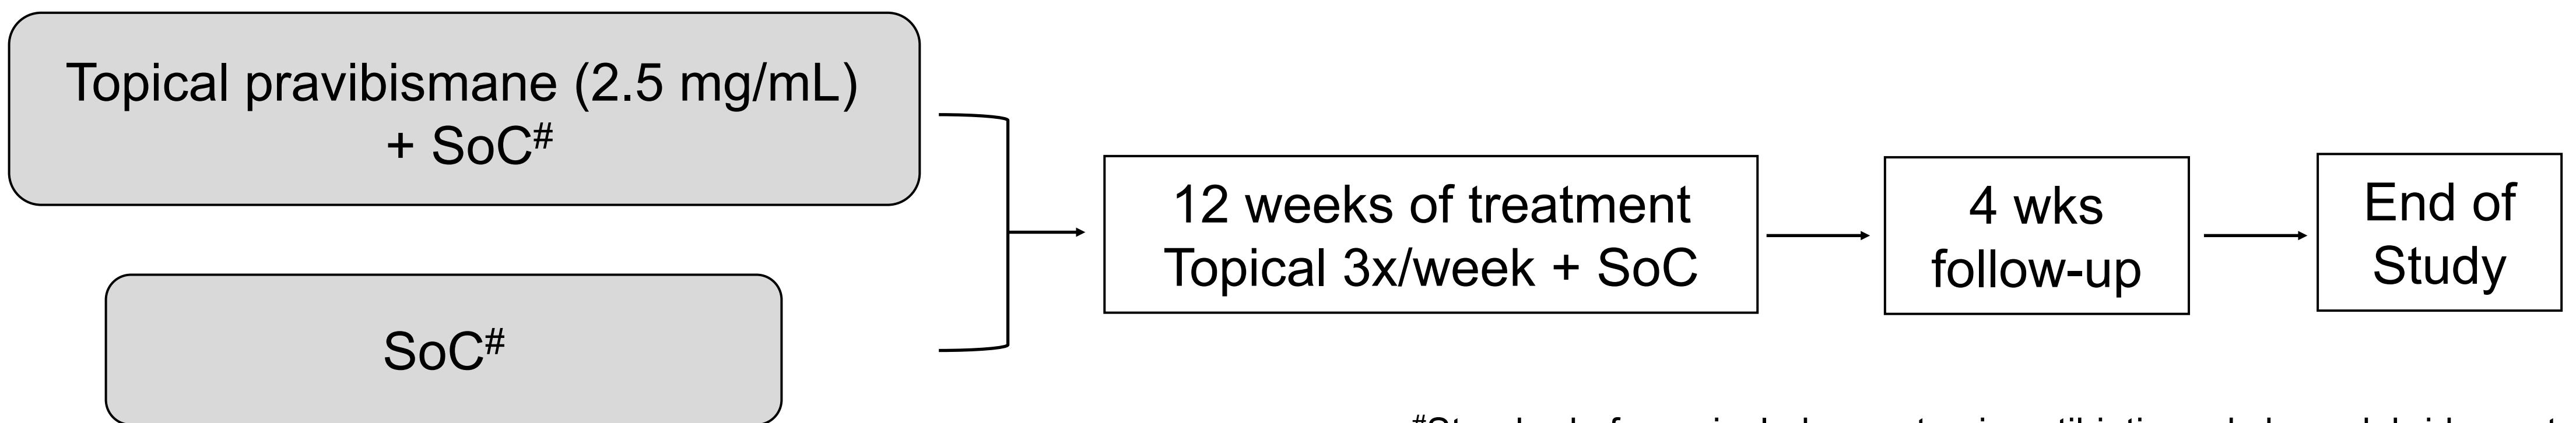 Topical pravibismane (2.5 mg/mL)
+ SoC#
SoC#
12 weeks of treatment
Topical 3x/week + SoC
4 wks
follow-up
End of
Study